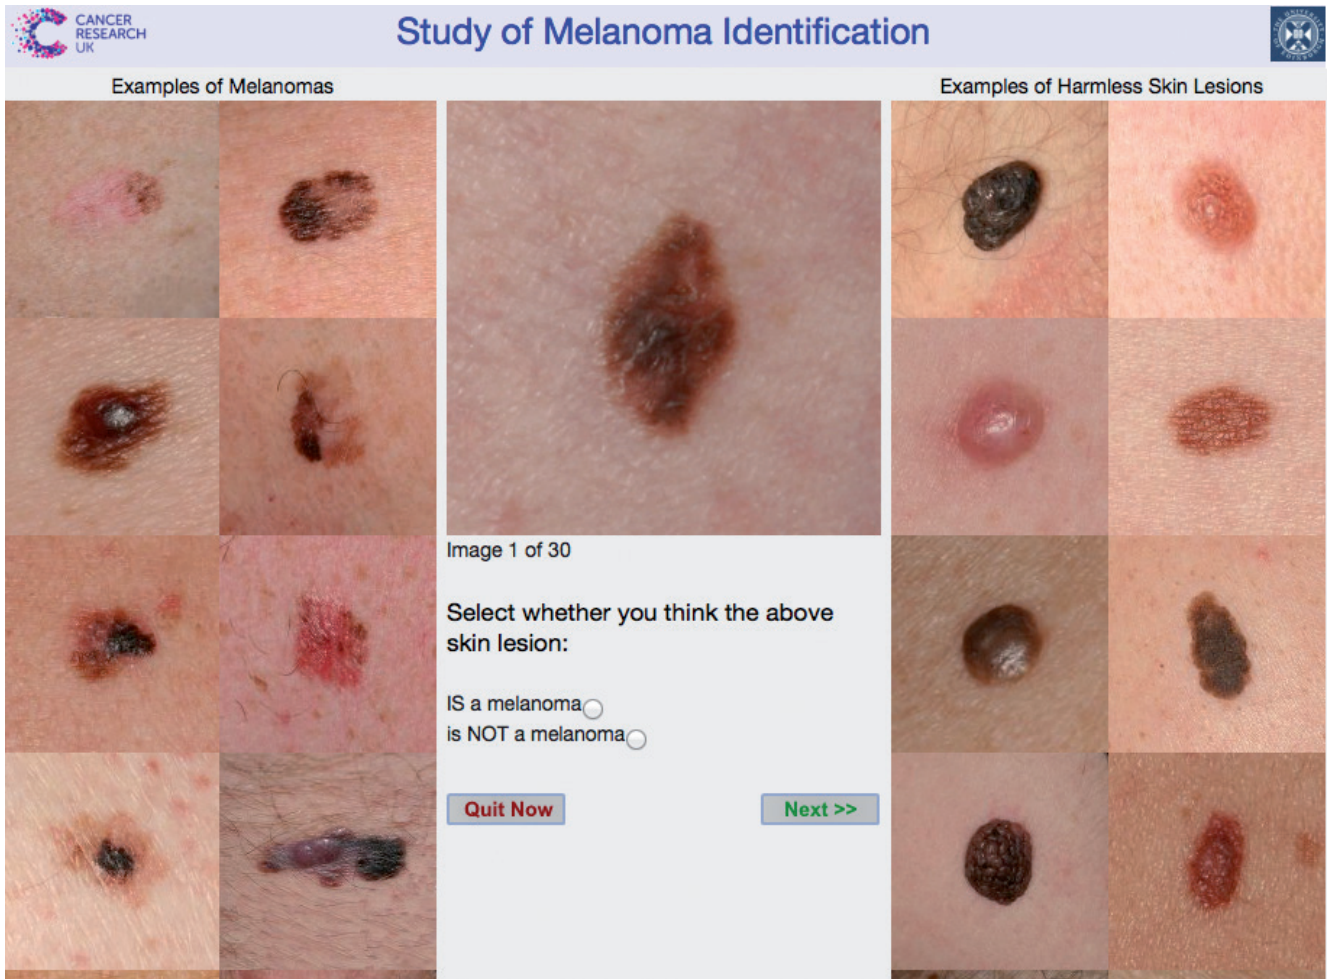 CANCER
RESEARCH
UK
Study of Melanoma Identification
Examples of Melanomas
Examples of Harmless Skin Lesions
Image 1 of 30
Select whether you think the above
skin lesion:
IS a melanoma
is NOT a melanoma
Quit Now
Next >>